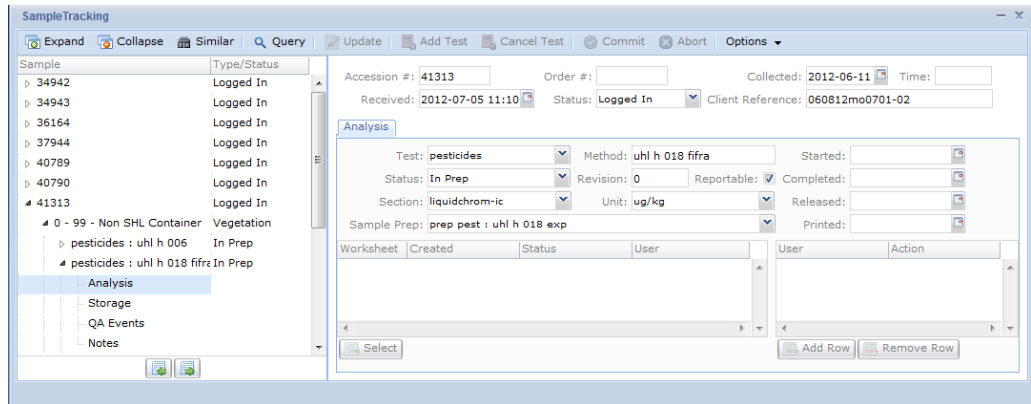 SampleTracking
Expand Collapse Similar Query Update Add Test Cancel Test Commit Abort Options
Sample Type/Status
34942 Logged In
34943 Logged In
36164 Logged In
37944 Logged In
40789 Logged In
40790 Logged In
41313 Logged In
0 - 99 - Non SHL Container Vegetation
pesticides : uhl h 006 In Prep
pesticides : uhl h 018 fifra In Prep
Analysis
Storage
QA Events
Notes
Accession #: 41313 Order #: Collected: 2012-06-11 Time:
Received: 2012-07-05 11:10 Status: Logged In Client Reference: 060812mo0701-02
Analysis
Test: pesticides Method: uhl h 018 fifra Started:
Status: In Prep Revision: 0 Reportable: Completed:
Section: liquidchrom-ic Unit: ug/kg Released:
Sample Prep: prep pest : uhl h 018 exp Printed:
Worksheet Created Status User User Action
Select Add Row Remove Row